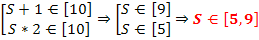 [S + 1 ∈ [10] ⇒ [S ∈ [9] ⇒ S ∈ [5, 9]
[S * 2 ∈ [10] [S ∈ [5]